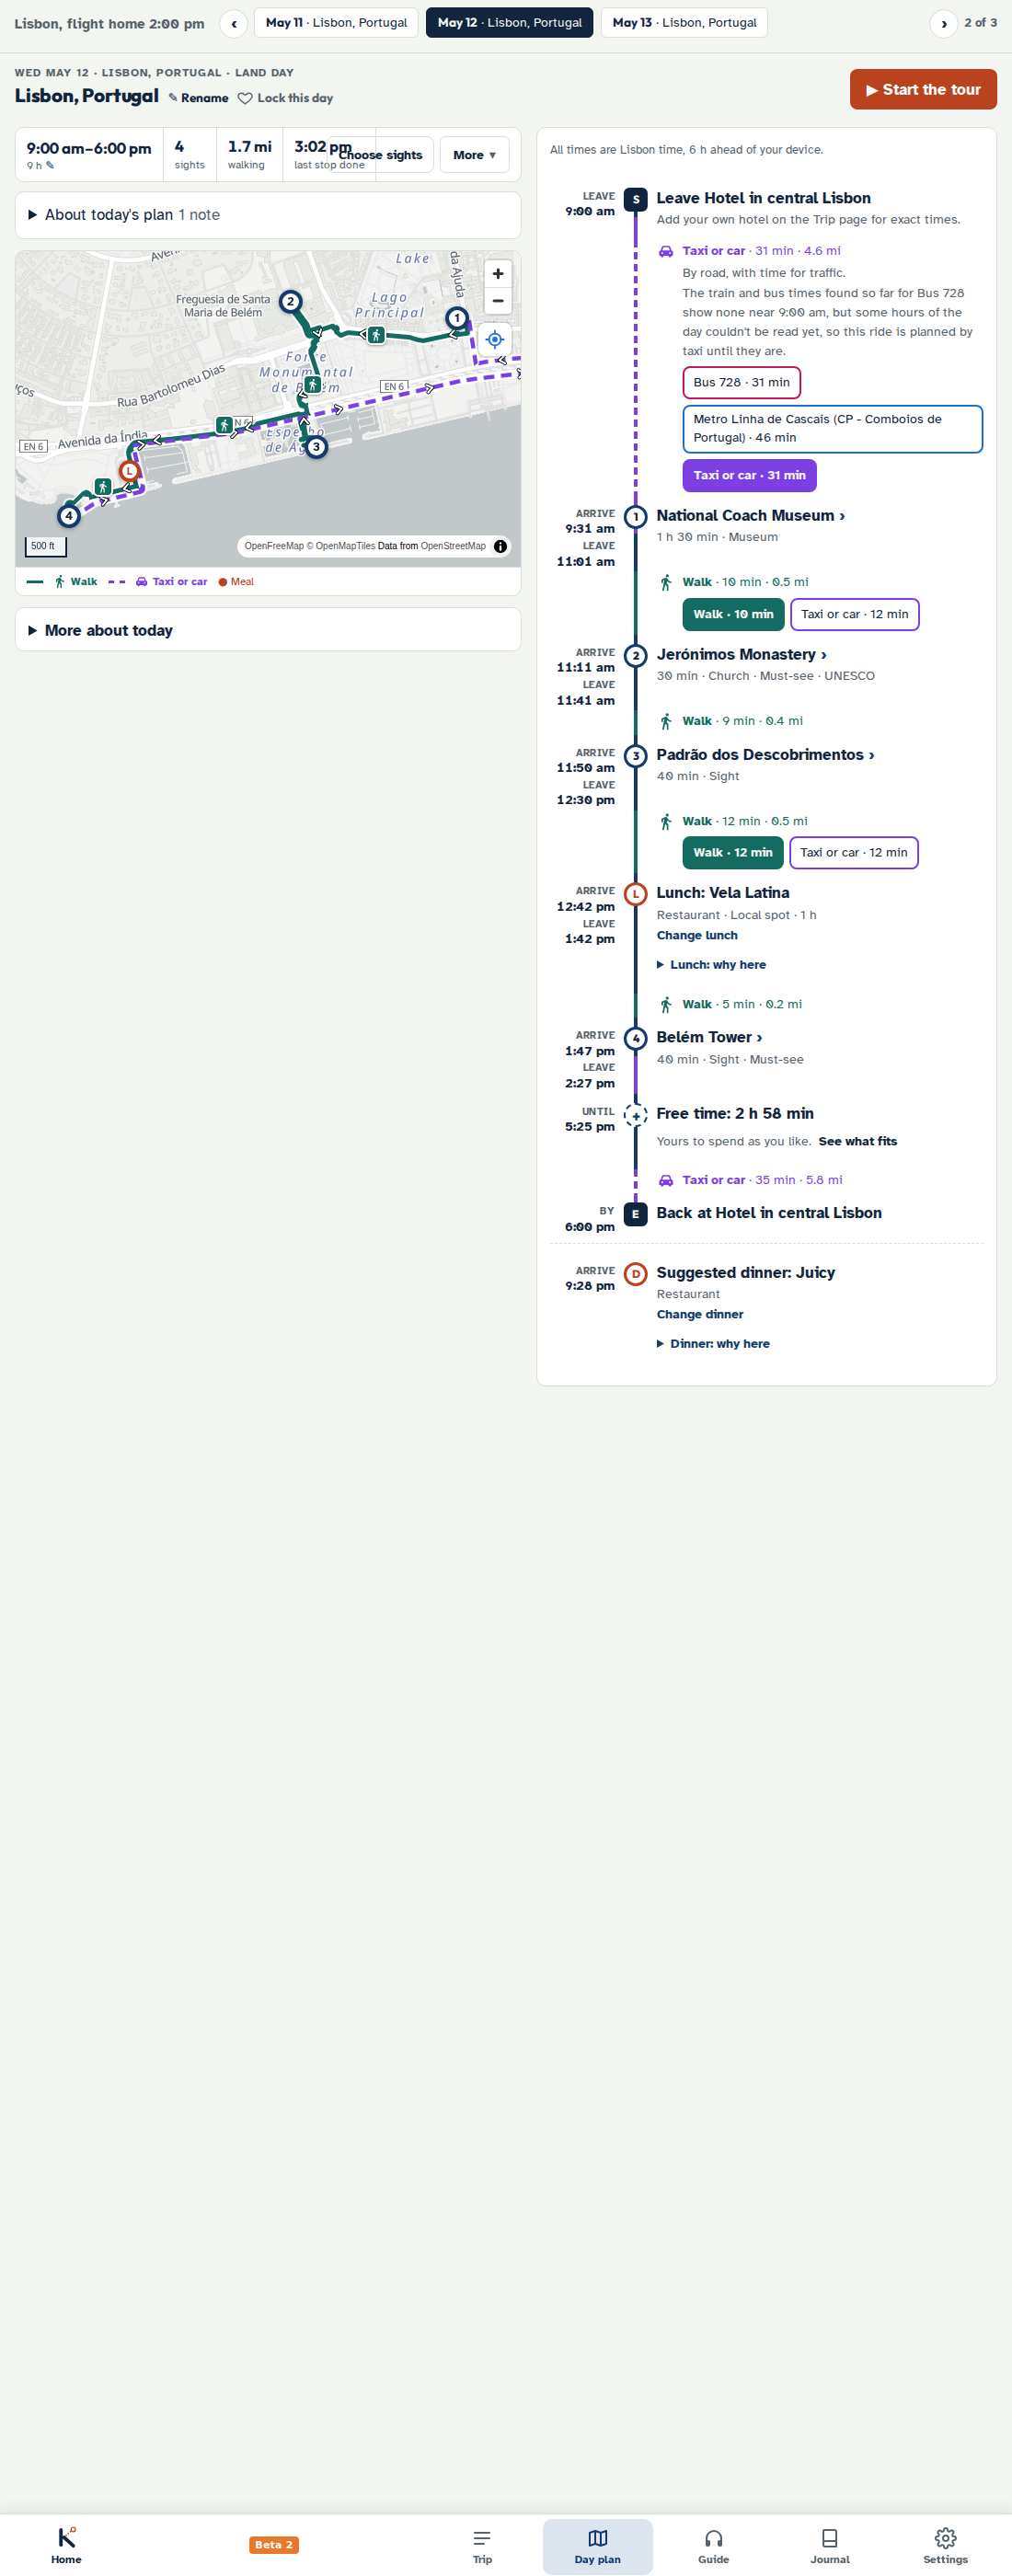 Lisbon, flight home 2:00 pm
‹
May 11 · Lisbon, Portugal
May 12 · Lisbon, Portugal
May 13 · Lisbon, Portugal
›
2 of 3
WED MAY 12 · LISBON, PORTUGAL · LAND DAY
Lisbon, Portugal
✎ Rename
Lock this day
▶ Start the tour
9:00 am–6:00 pm
9 h ✎
4
sights
1.7 mi
walking
3:02 pm
last stop done
Choose sights
More ▼
▶ About today's plan 1 note
Lake
da Ajuda
Freguesia de Santa
Maria de Belém
2
Lago
Principal
1
+
−
EN 6
Rua Bartolomeu Dias
EN 6
Avenida da Índia
3
L
4
500 ft
OpenFreeMap © OpenMapTiles Data from OpenStreetMap
Walk
Taxi or car
Meal
▶ More about today
All times are Lisbon time, 6 h ahead of your device.
LEAVE
9:00 am
S
Leave Hotel in central Lisbon
Add your own hotel on the Trip page for exact times.
Taxi or car · 31 min · 4.6 mi
By road, with time for traffic.
The train and bus times found so far for Bus 728
show none near 9:00 am, but some hours of the
day couldn't be read yet, so this ride is planned by
taxi until they are.
Bus 728 · 31 min
Metro Linha de Cascais (CP - Comboios de
Portugal) · 46 min
Taxi or car · 31 min
ARRIVE
9:31 am
LEAVE
11:01 am
1
National Coach Museum ›
1 h 30 min · Museum
Walk · 10 min · 0.5 mi
Walk · 10 min
Taxi or car · 12 min
ARRIVE
11:11 am
LEAVE
11:41 am
2
Jerónimos Monastery ›
30 min · Church · Must-see · UNESCO
Walk · 9 min · 0.4 mi
ARRIVE
11:50 am
LEAVE
12:30 pm
3
Padrão dos Descobrimentos ›
40 min · Sight
Walk · 12 min · 0.5 mi
Walk · 12 min
Taxi or car · 12 min
ARRIVE
12:42 pm
LEAVE
1:42 pm
L
Lunch: Vela Latina
Restaurant · Local spot · 1 h
Change lunch
▶ Lunch: why here
Walk · 5 min · 0.2 mi
ARRIVE
1:47 pm
LEAVE
2:27 pm
4
Belém Tower ›
40 min · Sight · Must-see
UNTIL
5:25 pm
+
Free time: 2 h 58 min
Yours to spend as you like. See what fits
Taxi or car · 35 min · 5.8 mi
BY
6:00 pm
E
Back at Hotel in central Lisbon
ARRIVE
9:28 pm
D
Suggested dinner: Juicy
Restaurant
Change dinner
▶ Dinner: why here
Home
Beta 2
Trip
Day plan
Guide
Journal
Settings